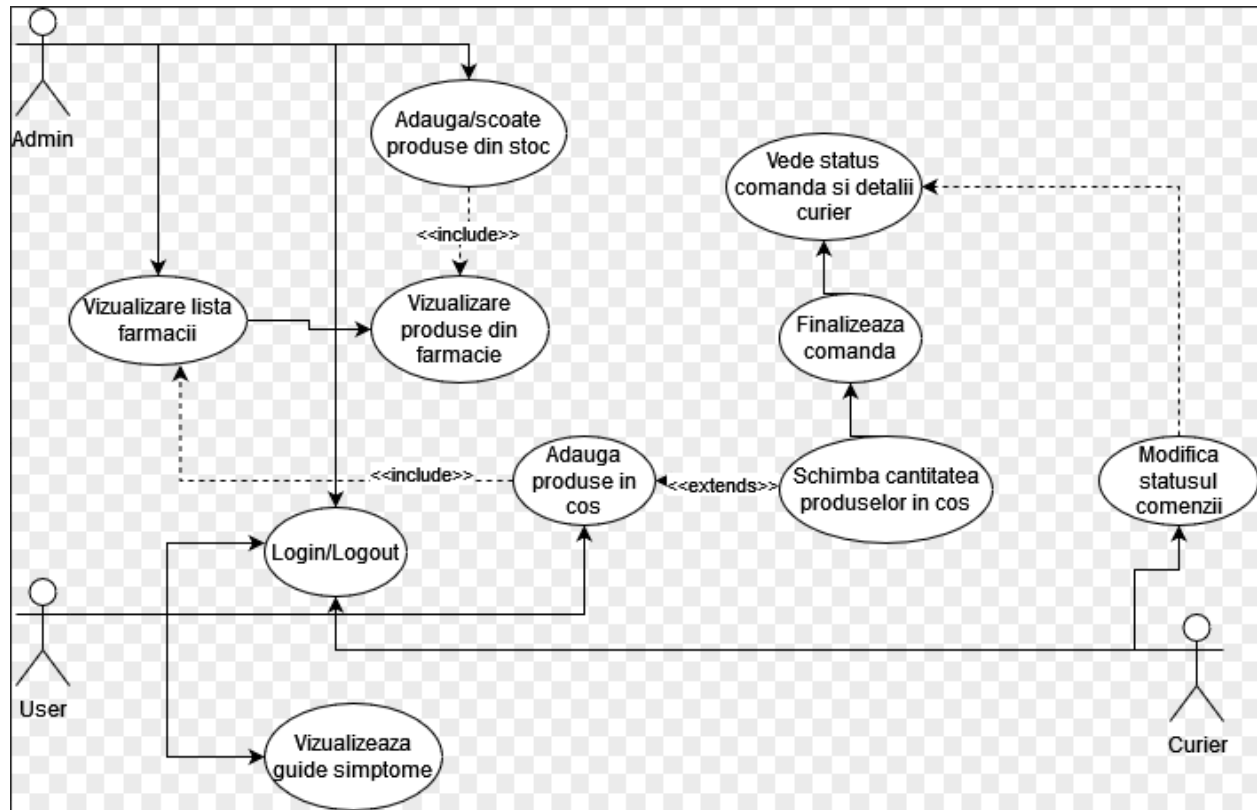 Admin
Adauga/scoate
produse din stoc
Vede status
comanda si detalii
curier
<<include>>
Vizualizare lista
farmacii
Vizualizare
produse din
farmacie
Finalizeaza
comanda
<<include>>
Adauga
produse in
cos
<<extends>>
Schimba cantitatea
produselor in cos
Modifica
statusul
comenzii
Login/Logout
User
Vizualizeaza
guide simptome
Curier